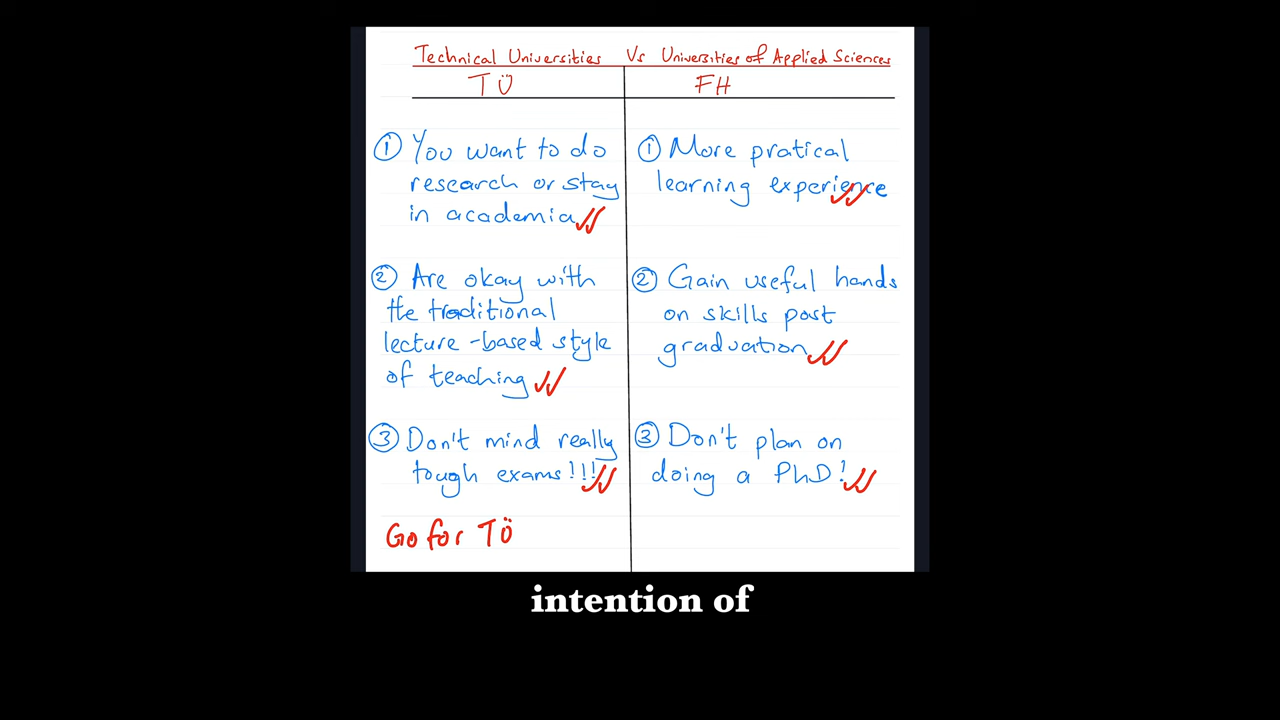 Technical Universities Vs Universities of Applied Sciences
TÜ
FH
① You want to do
research or stay
in academia
② Are okay with
the traditional
lecture-based style
of teaching
③ Don't mind really
tough exams!!!
Go for TÜ
① More pratical
learning experience
② Gain useful hands
on skills post
graduation
③ Don't plan on
doing a PhD!
intention of